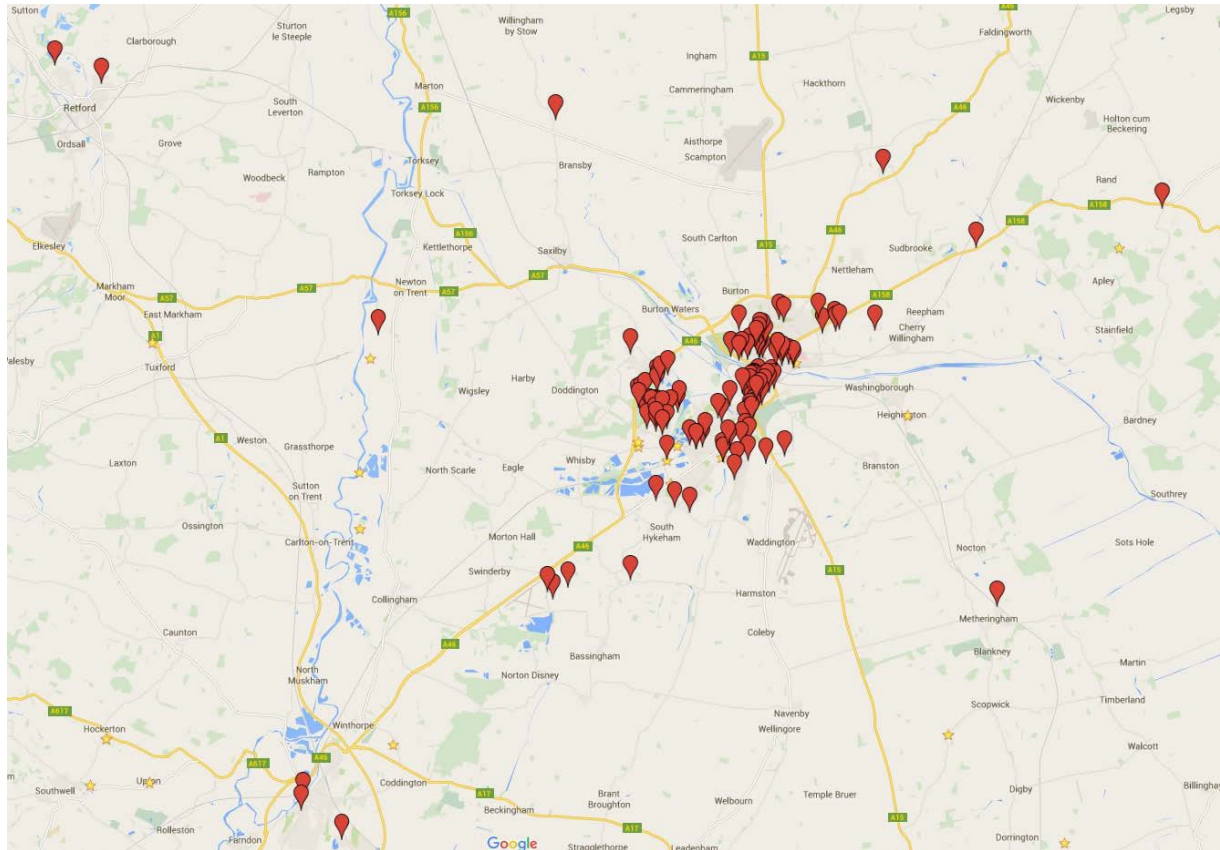 Sutton
Sturton
le Steeple
A156
Willingham
by Stow
A46
Legsby
Clarborough
Faldingworth
Ingham
A15
Hackthorn
Retford
Marton
Cammeringham
Wickenby
South
Leverton
A156
A46
Holton cum
Beckering
Ordsall
Grove
Aisthorpe
Scampton
Torksey
Bransby
Woodbeck
Rampton
Rand
Torksey Lock
A158
A158
A156
South Carlton
A15
A46
Elkesley
Kettlethorpe
Saxilby
Sudbrooke
Nettleham
A57
Apley
Markham
Moor
A57
A57
Newton
on Trent
Burton
A158
East Markham
Burton Waters
Reepham
Cherry
Willingham
Stainfield
A1
A46
Tuxford
Harby
Doddington
Wigsley
Washingborough
Heighington
Bardney
Weston
Grassthorpe
A1
Laxton
North Scarle
Eagle
Whisby
Branston
Sutton
on Trent
Southrey
Ossington
Carlton-on-Trent
Morton Hall
South
Hykeham
Waddington
Nocton
Sots Hole
A46
Swinderby
A15
Collingham
Harmston
Metheringham
Caunton
Coleby
A46
Blankney
Bassingham
Martin
North
Muskham
Norton Disney
Timberland
Scopwick
A617
Navenby
Wellingore
Hockerton
Winthorpe
Walcott
A46
A617
Upton
Coddington
Southwell
Digby
Billinghay
A17
Brant
Broughton
Temple Bruer
Welbourn
Beckingham
A15
Rolleston
A17
Farndon
Dorrington
Google
Stragglethorpe
Leadenham